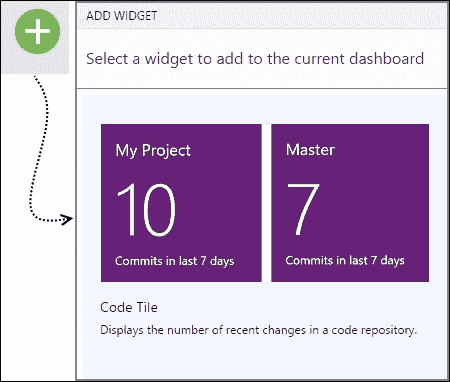 ADD WIDGET
Select a widget to add to the current dashboard
My Project
10
Commits in last 7 days
Master
7
Commits in last 7 days
Code Tile
Displays the number of recent changes in a code repository.